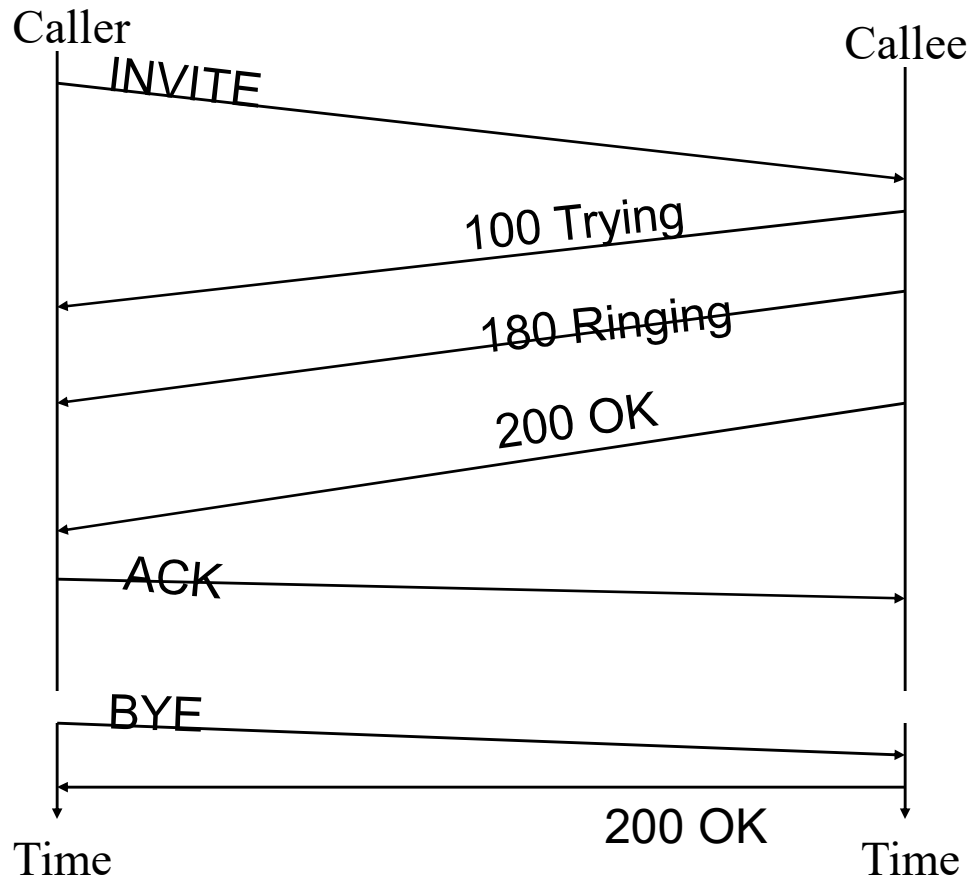 Caller
Callee
INVITE
100 Trying
180 Ringing
200 OK
ACK
BYE
200 OK
Time
Time